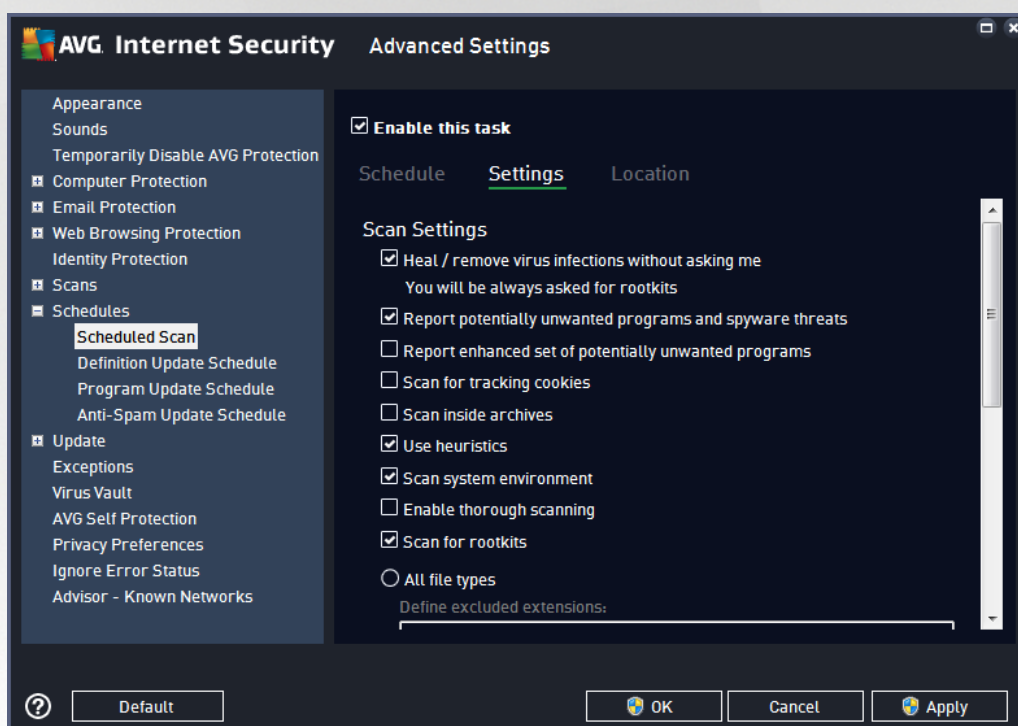 AVG. Internet Security Advanced Settings
Appearance
Sounds
Temporarily Disable AVG Protection
Computer Protection
Email Protection
Web Browsing Protection
Identity Protection
Scans
Schedules
Scheduled Scan
Definition Update Schedule
Program Update Schedule
Anti-Spam Update Schedule
Update
Exceptions
Virus Vault
AVG Self Protection
Privacy Preferences
Ignore Error Status
Advisor - Known Networks
Enable this task
Schedule Settings Location
Scan Settings
Heal / remove virus infections without asking me
You will be always asked for rootkits
Report potentially unwanted programs and spyware threats
Report enhanced set of potentially unwanted programs
Scan for tracking cookies
Scan inside archives
Use heuristics
Scan system environment
Enable thorough scanning
Scan for rootkits
All file types
Define excluded extensions:
? Default OK Cancel Apply